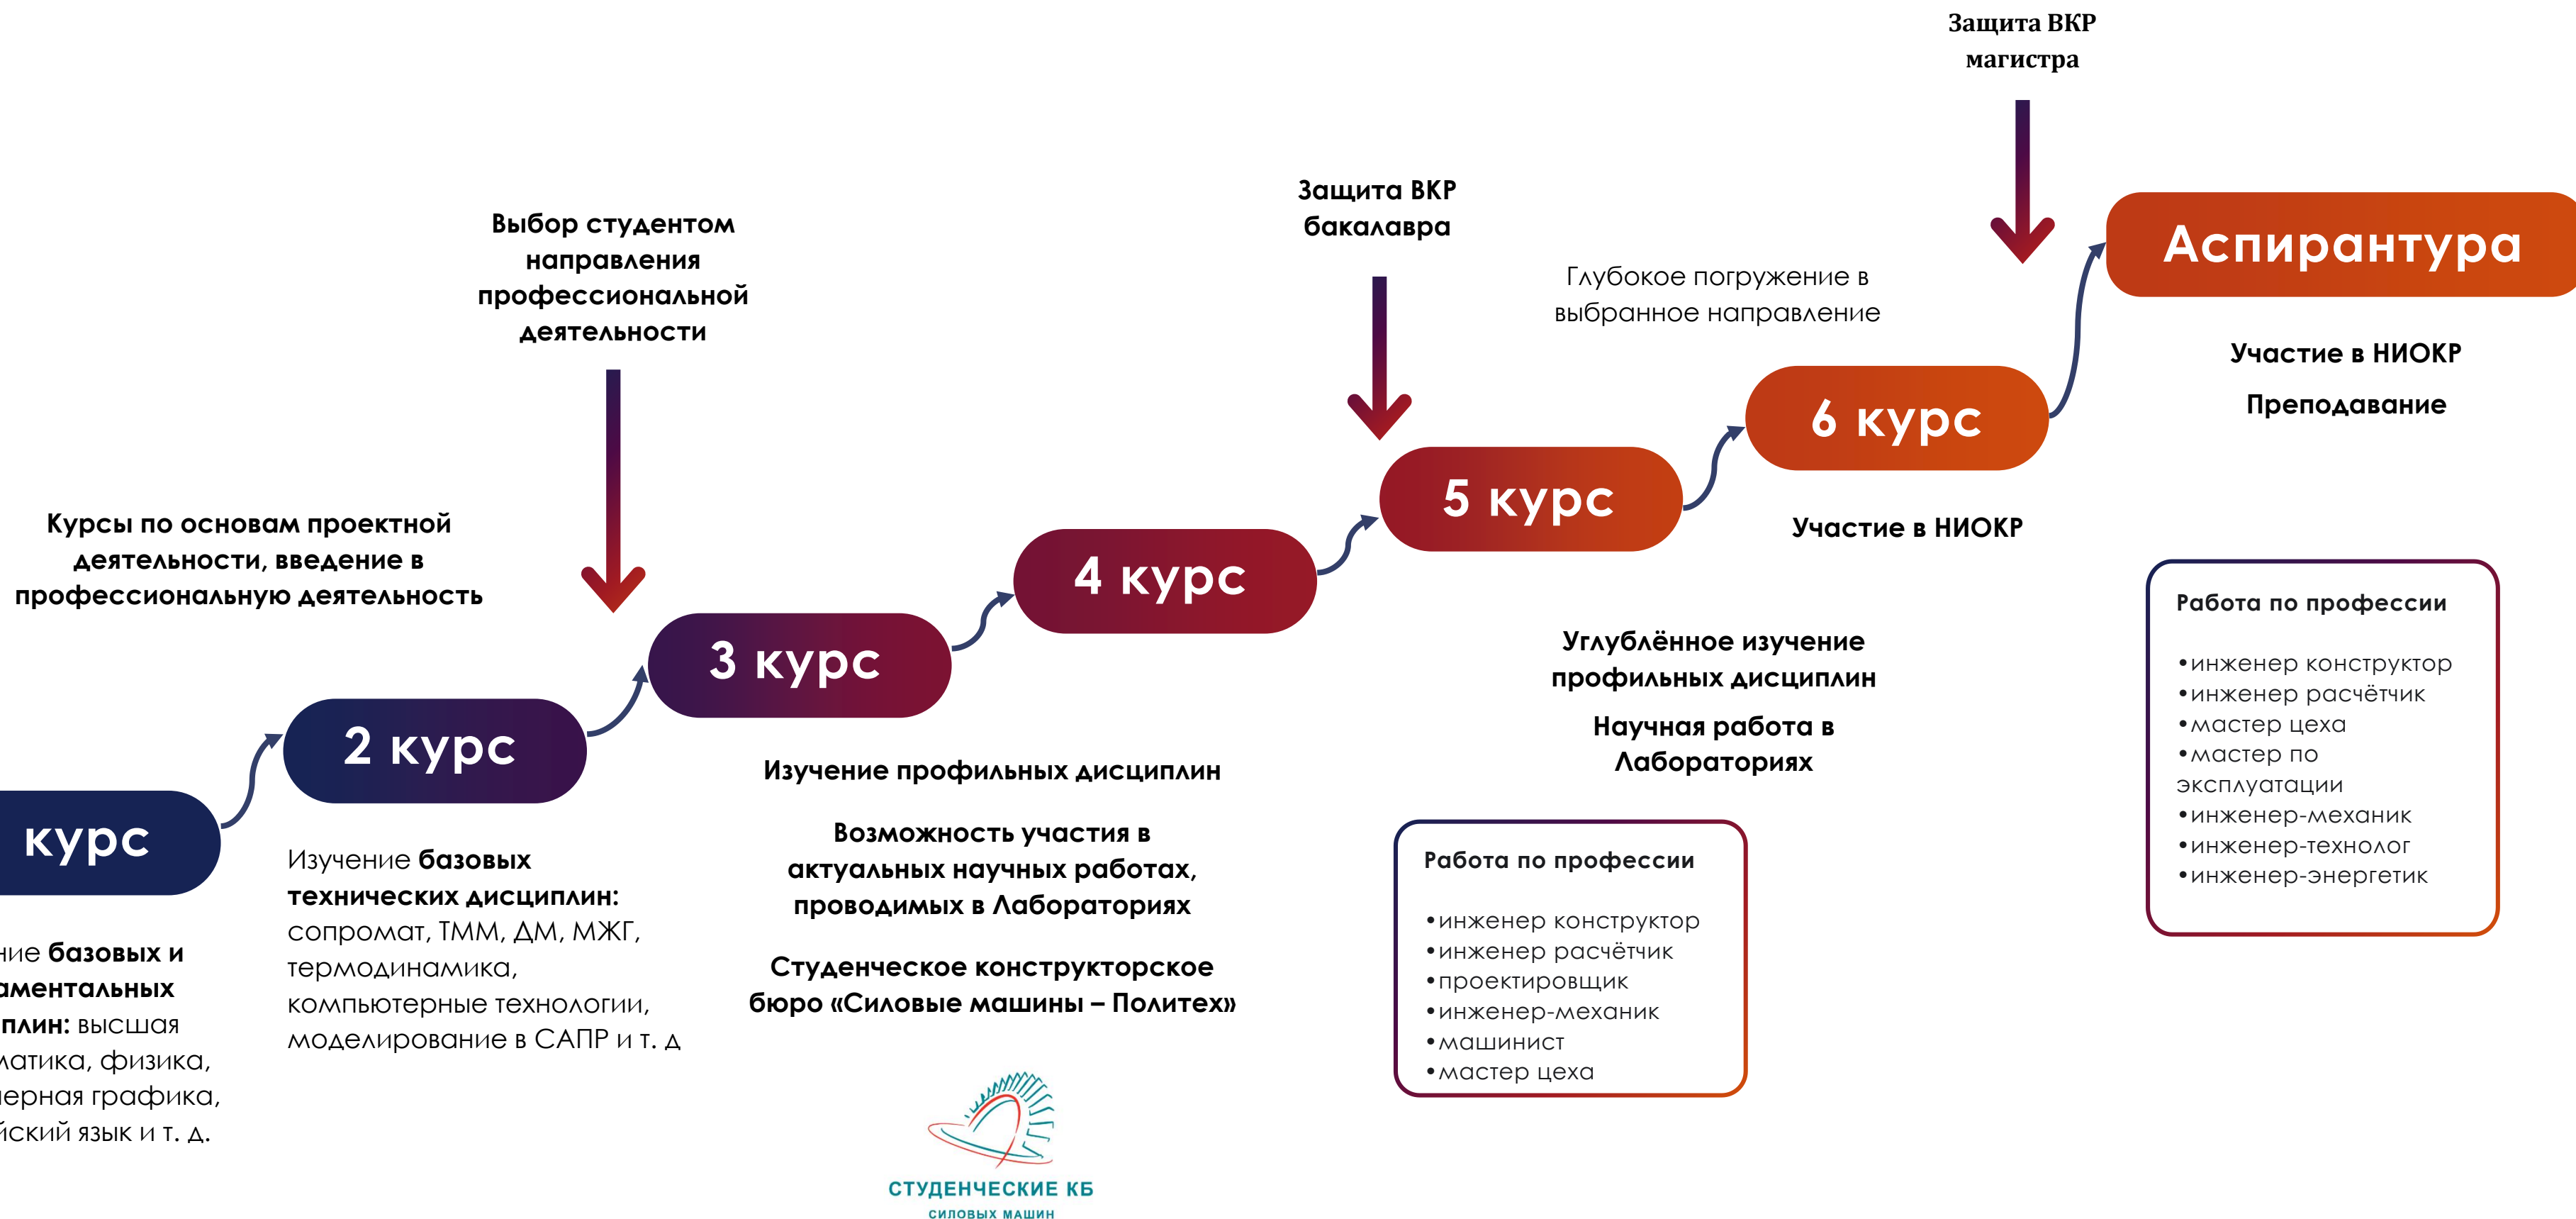 Защита ВКР
магистра
Защита ВКР
бакалавра
Выбор студентом
направления
профессиональной
деятельности
Глубокое погружение в
выбранное направление
Аспирантура
Участие в НИОКР
Преподавание
6 курс
5 курс
Участие в НИОКР
Курсы по основам проектной
деятельности, введение в
профессиональную деятельность
4 курс
3 курс
2 курс
курс
базовых и
высшая
физика,
графика,
язык и т. д.
Изучение базовых
технических дисциплин:
сопромат, ТММ, ДМ, МЖГ,
термодинамика,
компьютерные технологии,
моделирование в САПР и т. д
Изучение профильных дисциплин
Возможность участия в
актуальных научных работах,
проводимых в Лабораториях
Студенческое конструкторское
бюро «Силовые машины – Политех»
СТУДЕНЧЕСКИЕ КБ
СИЛОВЫХ МАШИН
Углублённое изучение
профильных дисциплин
Научная работа в
Лабораториях
Работа по профессии
•инженер конструктор
•инженер расчётчик
•проектировщик
•инженер-механик
•машинист
•мастер цеха
Работа по профессии
•инженер конструктор
•инженер расчётчик
•мастер цеха
•мастер по
эксплуатации
•инженер-механик
•инженер-технолог
•инженер-энергетик